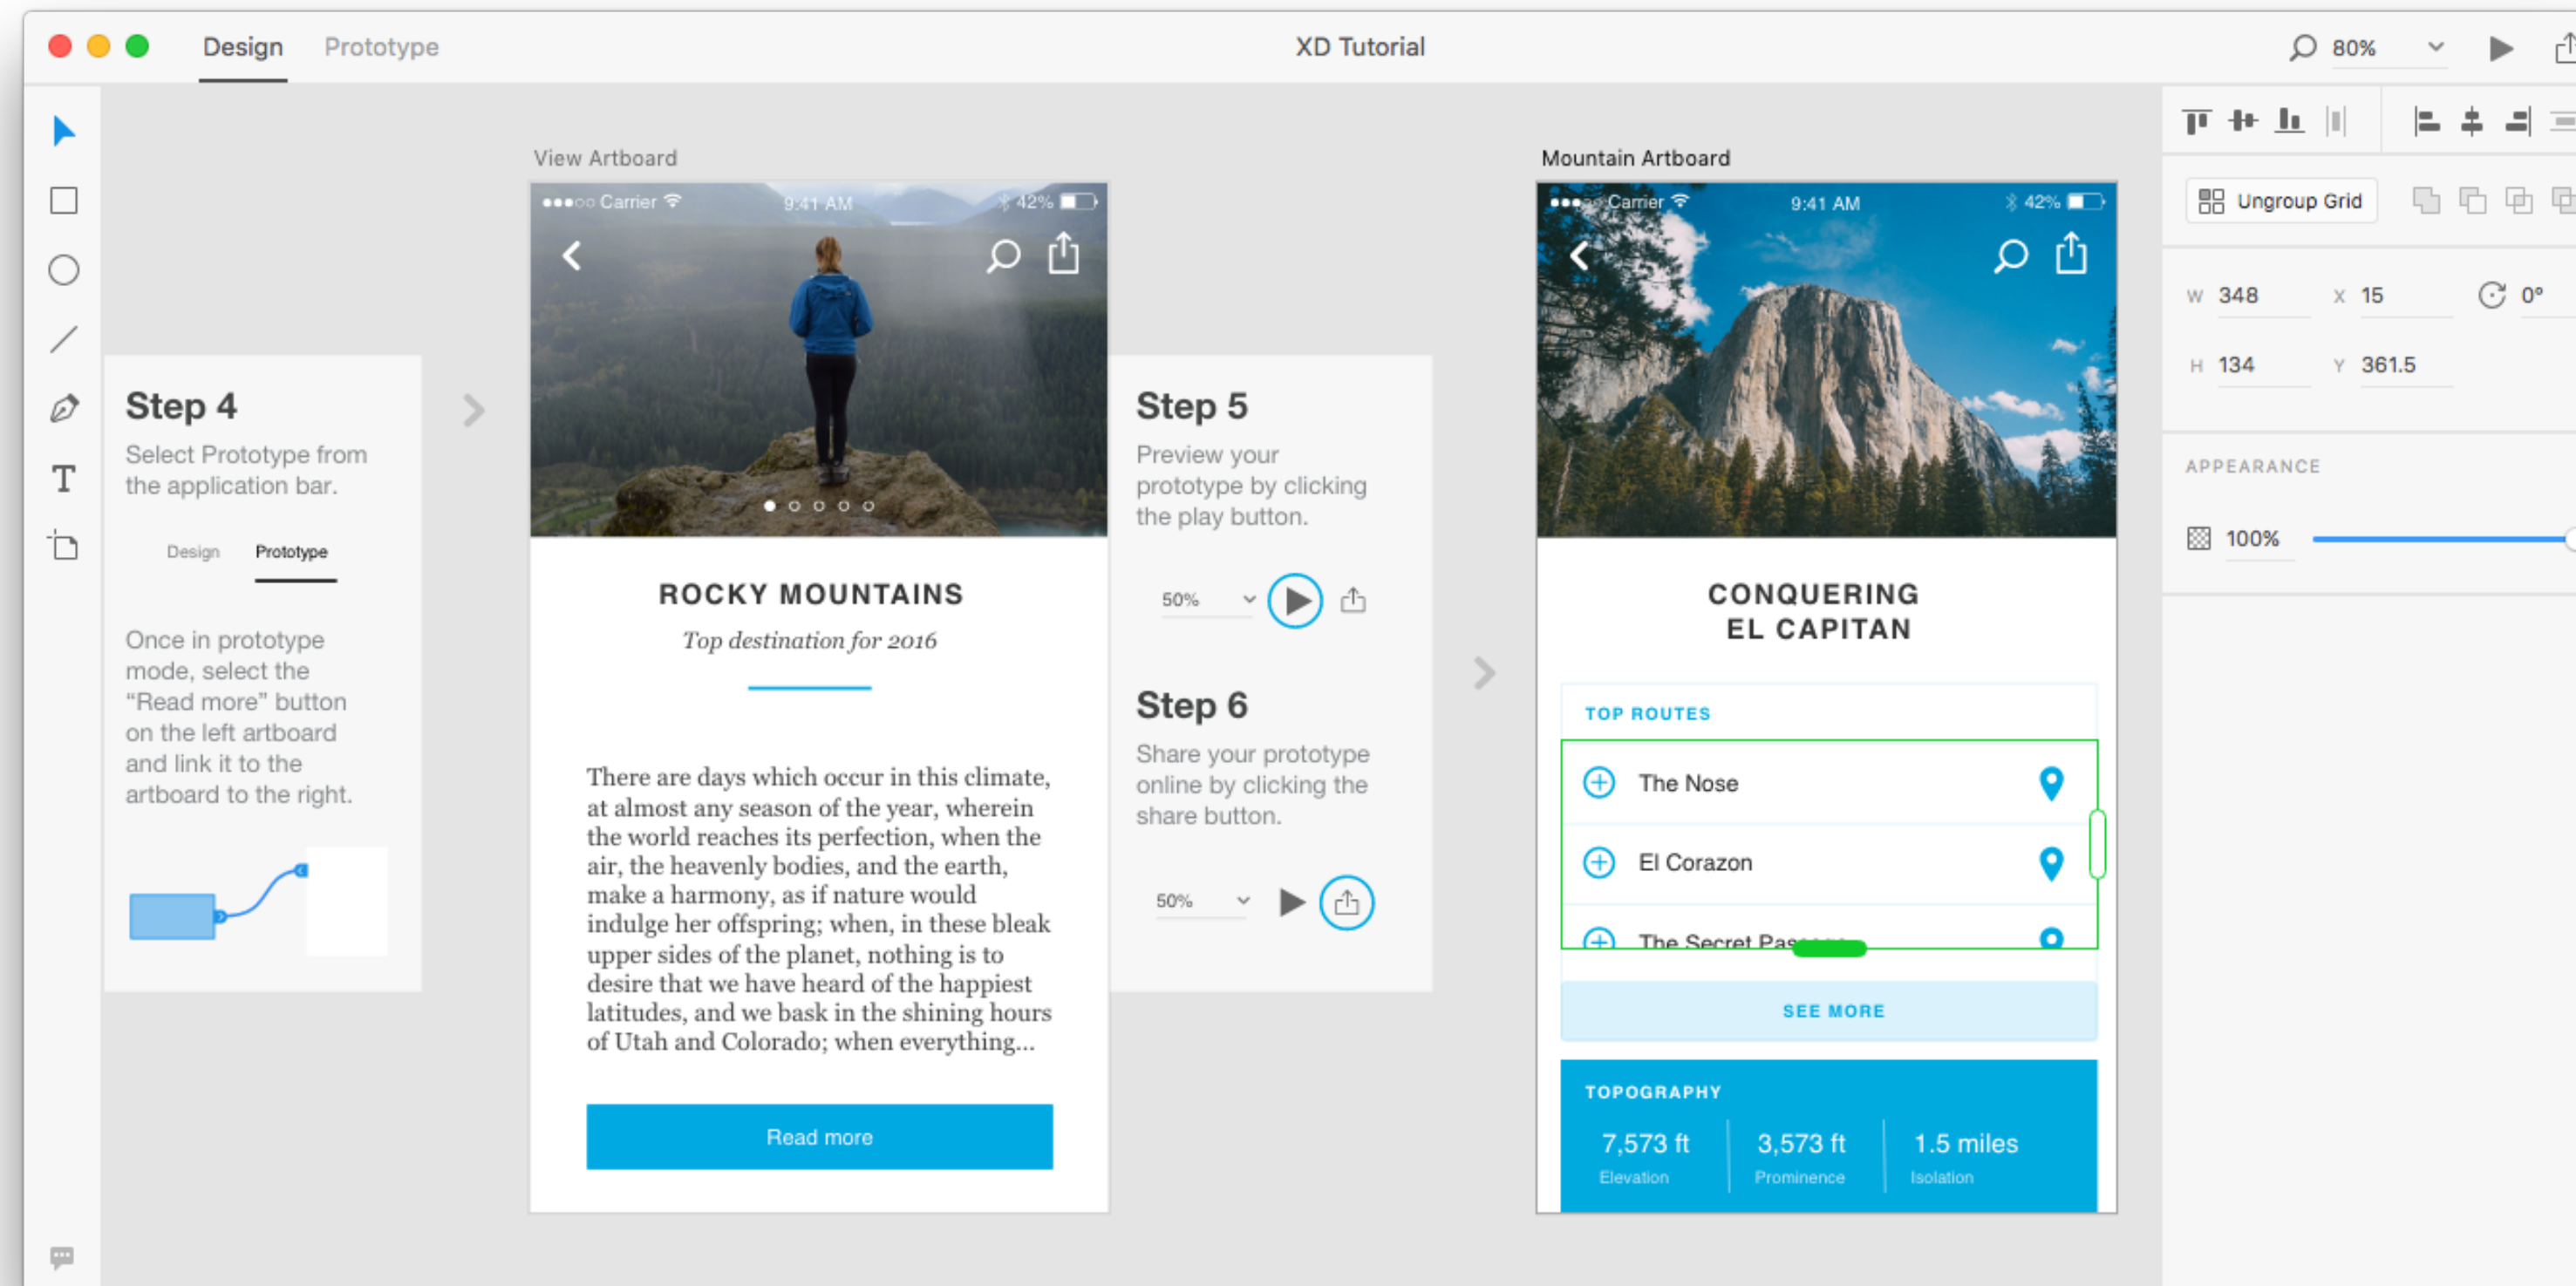 Design Prototype
XD Tutorial
80%
Ungroup Grid
W 348 X 15 0°
H 134 Y 361.5
APPEARANCE
100%
Step 4
Select Prototype from
the application bar.
Design Prototype
Once in prototype
mode, select the
“Read more” button
on the left artboard
and link it to the
artboard to the right.
View Artboard
Carrier 9:41 AM 42%
ROCKY MOUNTAINS
Top destination for 2016
There are days which occur in this climate,
at almost any season of the year, wherein
the world reaches its perfection, when the
air, the heavenly bodies, and the earth,
make a harmony, as if nature would
indulge her offspring; when, in these bleak
upper sides of the planet, nothing is to
desire that we have heard of the happiest
latitudes, and we bask in the shining hours
of Utah and Colorado; when everything...
Read more
Step 5
Preview your
prototype by clicking
the play button.
50%
Step 6
Share your prototype
online by clicking the
share button.
50%
Mountain Artboard
Carrier 9:41 AM 42%
CONQUERING
EL CAPITAN
TOP ROUTES
The Nose
El Corazon
The Secret
SEE MORE
TOPOGRAPHY
7,573 ft 3,573 ft 1.5 miles
Elevation Prominence Isolation